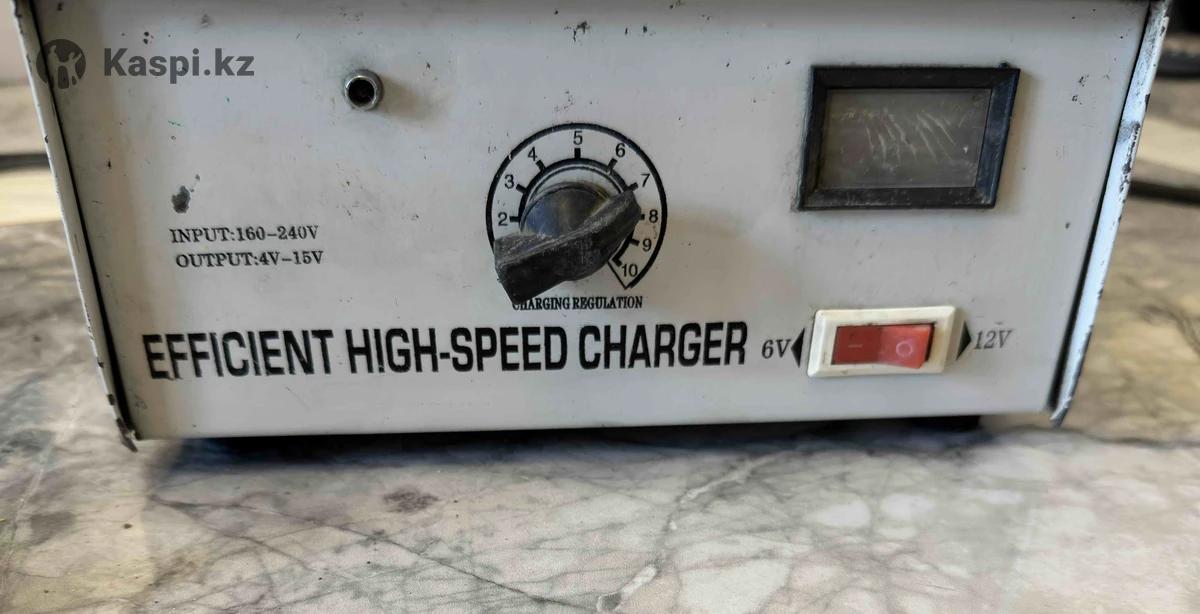 Kaspi.kz
5
4
6
3
7
2
8
9
10
INPUT:160-240V
OUTPUT:4V-15V
CHARGING REGULATION
EFFICIENT HIGH-SPEED CHARGER
6V
12V